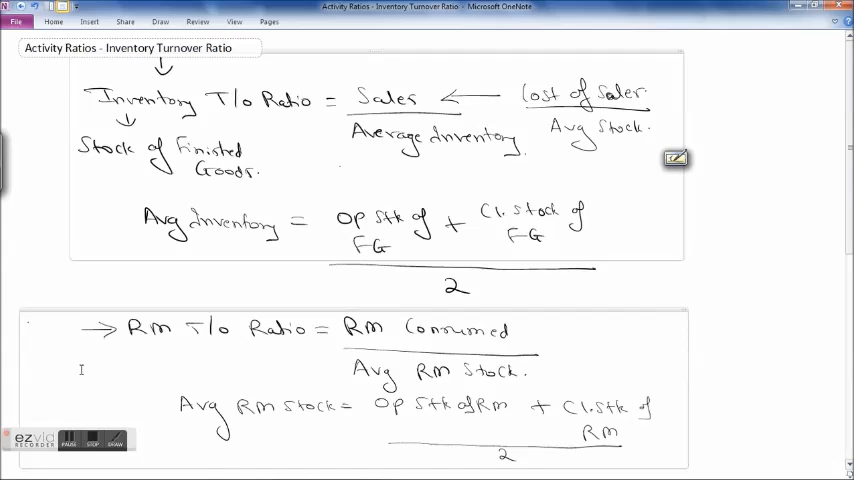 Activity Ratios - Inventory Turnover Ratio - Microsoft OneNote
File Home Insert Share Draw Review View Pages
Activity Ratios - Inventory Turnover Ratio
Inventory T/o Ratio = Sales ← Cost of Sales
Average Inventory Avg Stock.
Stock of Finished
Goods.
Avg Inventory = Op Stk of + Cl. Stock of
FG FG
2
→ RM T/o Ratio = RM Consumed
Avg RM Stock.
Avg RM Stock = Op Stk of RM + Cl. Stk of
RM
2
ezvid
RECORDER
PAUSE STOP DRAW